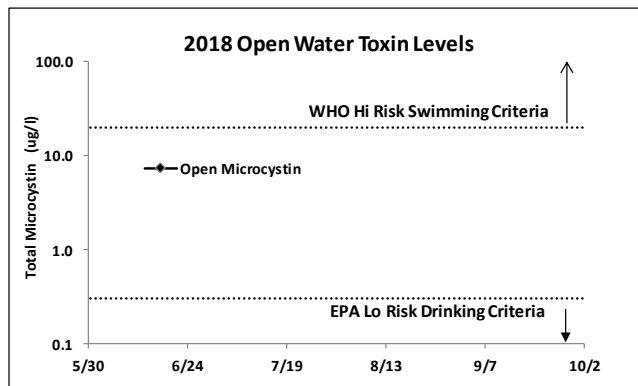 2018 Open Water Toxin Levels
100.0
WHO Hi Risk Swimming Criteria
10.0
Open Microcystin
Total Microcystin (ug/l)
1.0
EPA Lo Risk Drinking Criteria
0.1
5/30 6/24 7/19 8/13 9/7 10/2